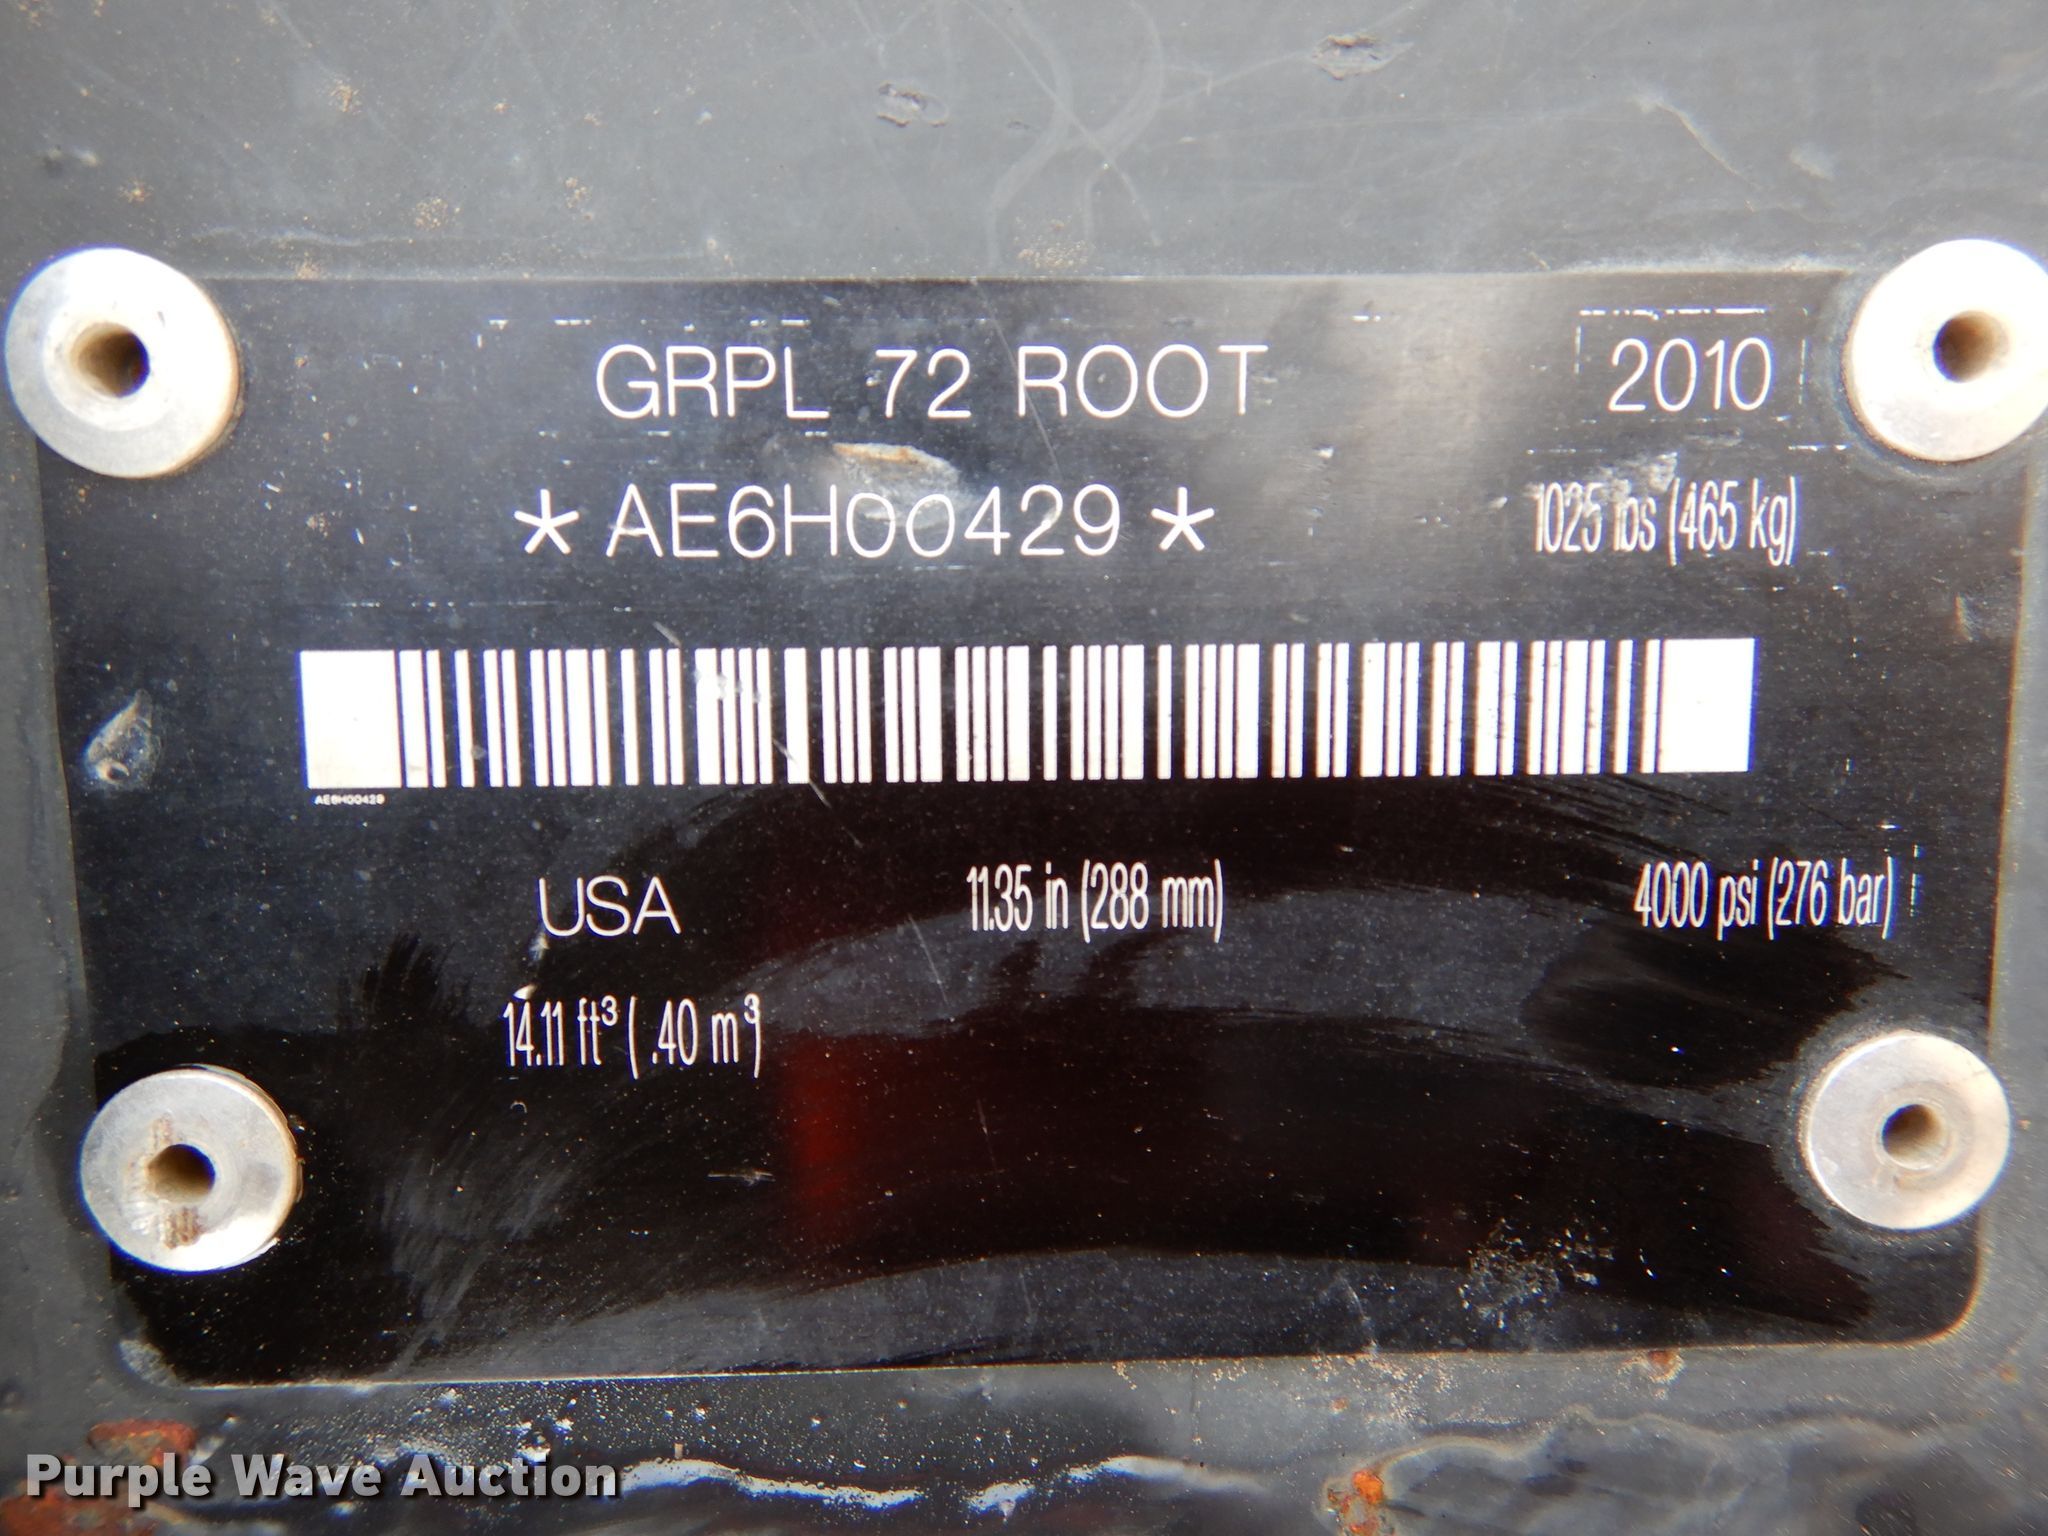 GRPL 72 ROOT 2010
*AE6H00429* 1025 lbs (465 kg)
AE6H00429
USA 11.35 in (288 mm) 4000 psi (276 bar)
14.11 ft³ ( .40 m³)
Purple Wave Auction